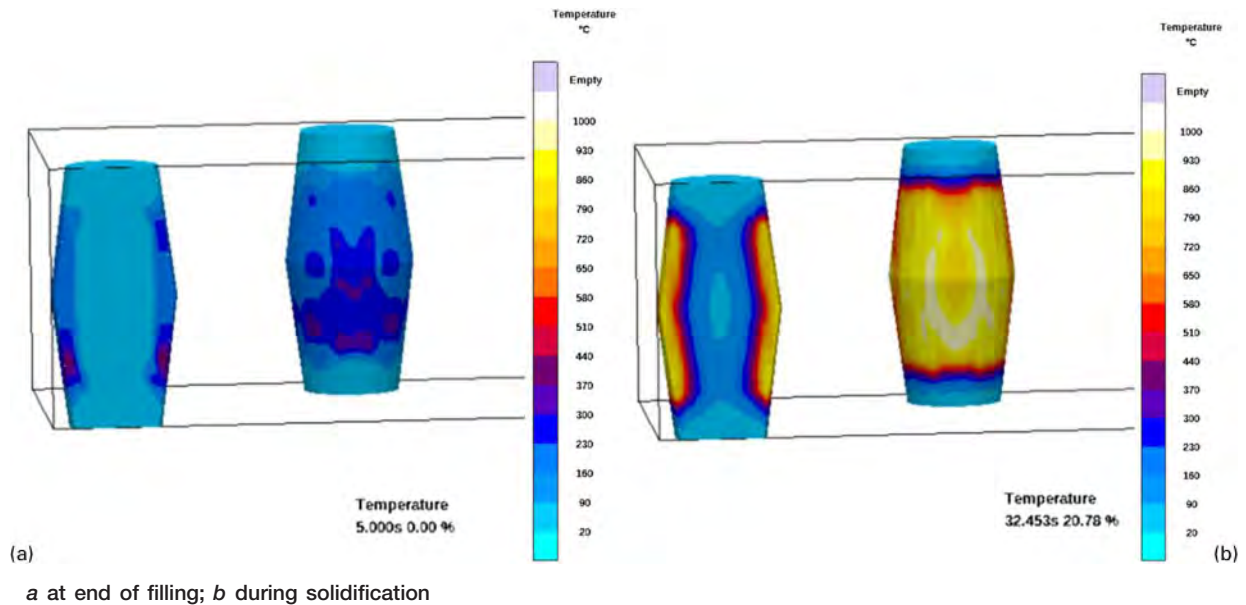 Temperature
°C
Empty
1000
930
860
790
720
650
580
510
440
370
300
230
160
90
20
Temperature
5.000s 0.00 %
(a)
Temperature
°C
Empty
1000
930
860
790
720
650
580
510
440
370
300
230
160
90
20
Temperature
32.453s 20.78 %
(b)
a at end of filling; b during solidification